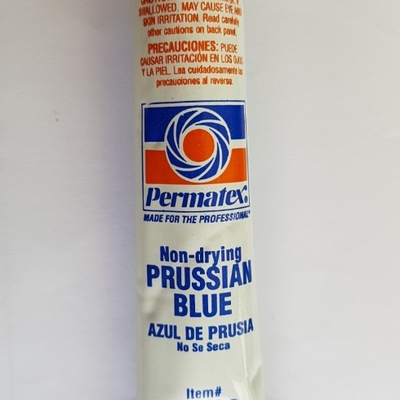 SWALLOWED, MAY CAUSE EYE AND
SKIN IRRITATION. Read carefully
other cautions on back panel.
PRECAUCIONES: PUEDE
CAUSAR IRRITACIÓN EN LOS OJOS
Y LA PIEL. Lea cuidadosamente las
precauciones al reverso.
Permatex®
MADE FOR THE PROFESSIONAL®
Non-drying
PRUSSIAN
BLUE
AZUL DE PRUSIA
No Se Seca
Item#